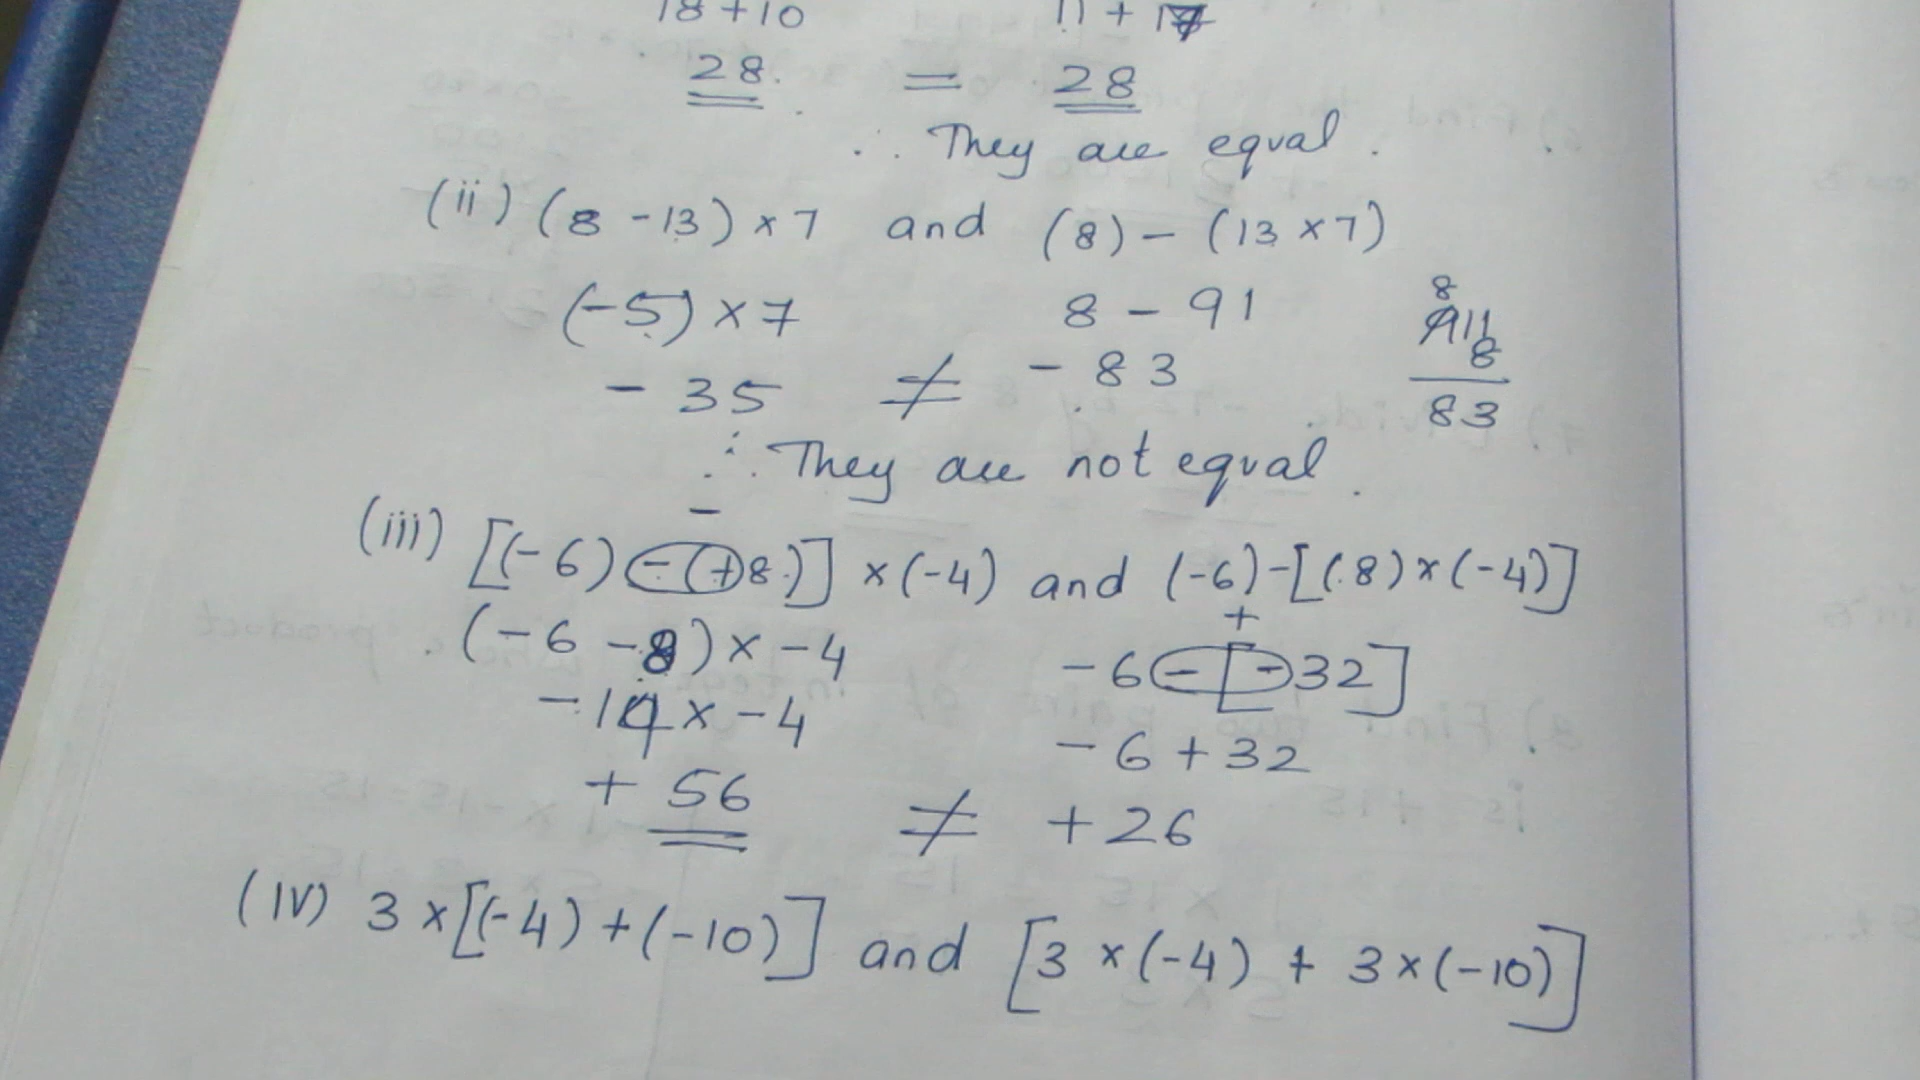 18 + 10 11 + 17
28. = 28
∴ They are equal.
(ii) (8 - 13) × 7 and (8) - (13 × 7)
(-5) × 7 8 - 91
- 35 ≠ - 83
8
9 11
8
83
∴ They are not equal.
-
(iii) [(-6) - (+8)] × (-4) and (-6) - [(8) × (-4)]
+
(-6 - 8) × -4 -6 - [-32]
-14 × -4 -6 + 32
+ 56 ≠ + 26
(IV) 3 × [(-4) + (-10)] and [3 × (-4) + 3 × (-10)]